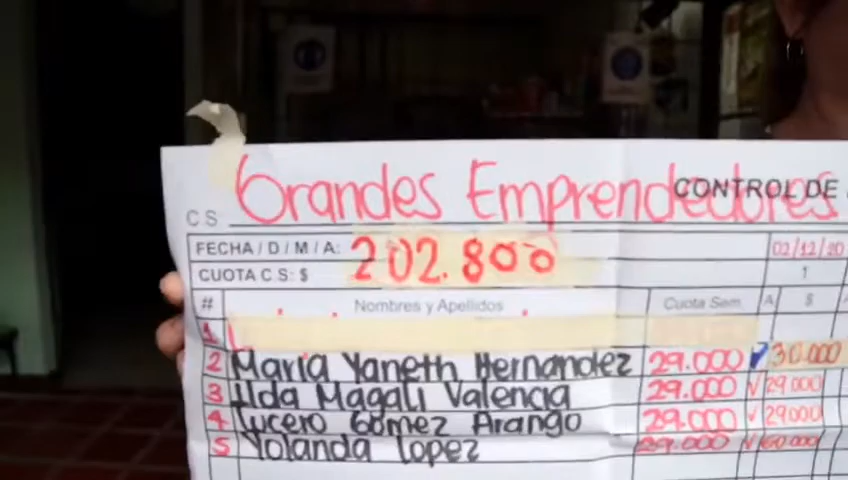 Grandes Emprendedores
CONTROL DE
C S
FECHA / D / M / A:
202.800
02/12/20
CUOTA C.S: $
1
# Nombres y Apellidos Cuota Sem. A $
1
2 Maria Yaneth Hernandez 29.000 ✓ 30.000
3 Ilda Magali Valencia 29.000 √ 29000
4 Lucero Gomez Arango 29.000 √ 29000
5 Yolanda Lopez 29.000 √ 60.000